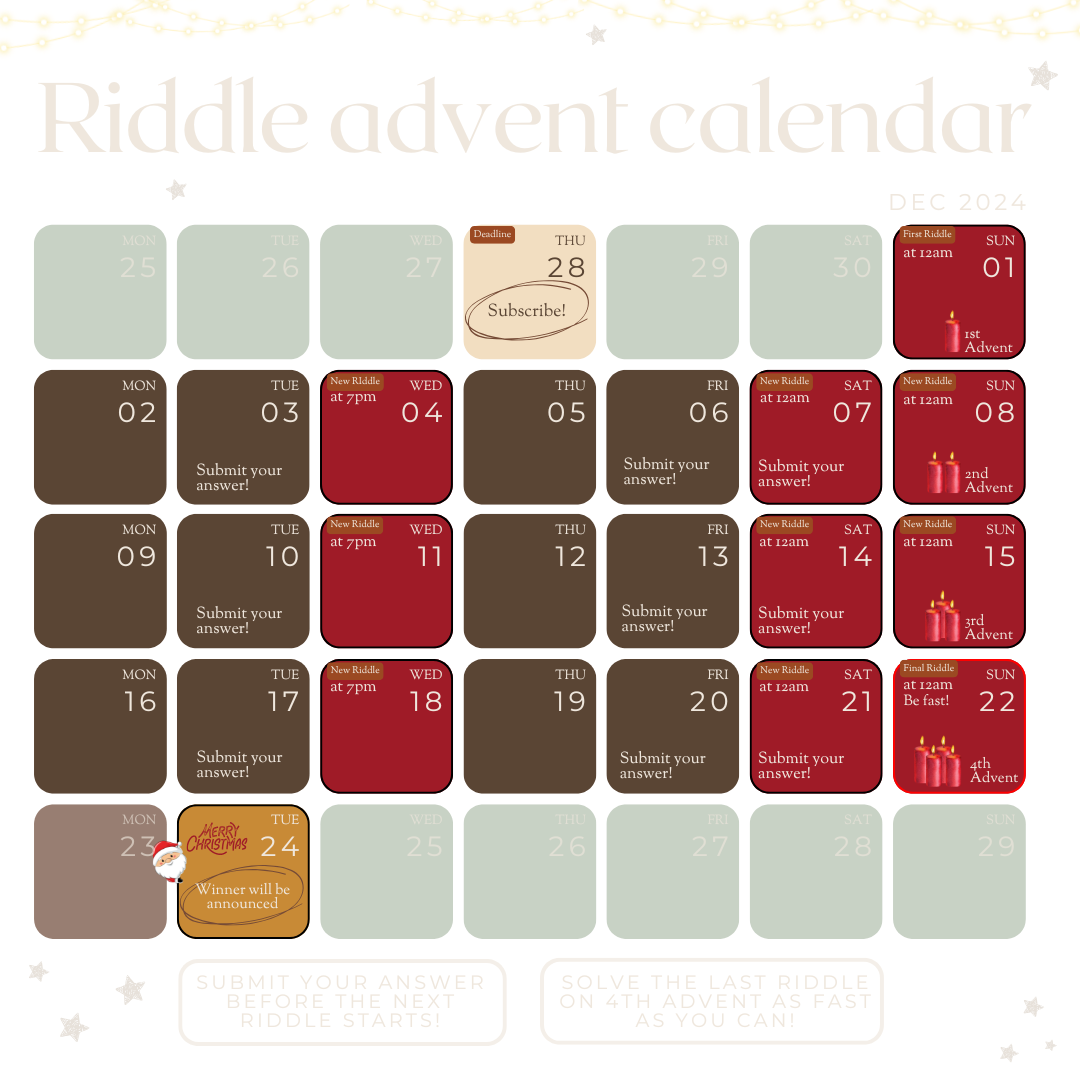 Riddle advent calendar
DEC 2024
MON
25
TUE
26
WED
27
Deadline
THU
28
Subscribe!
FRI
29
SAT
30
First Riddle
at 12am
SUN
01
1st
Advent
MON
02
TUE
03
Submit your
answer!
New RIddle
at 7pm
WED
04
THU
05
FRI
06
Submit your
answer!
New Riddle
at 12am
SAT
07
Submit your
answer!
New Riddle
at 12am
SUN
08
2nd
Advent
MON
09
TUE
10
Submit your
answer!
New Riddle
at 7pm
WED
11
THU
12
FRI
13
Submit your
answer!
New Riddle
at 12am
SAT
14
Submit your
answer!
New Riddle
at 12am
SUN
15
3rd
Advent
MON
16
TUE
17
Submit your
answer!
New Riddle
at 7pm
WED
18
THU
19
FRI
20
Submit your
answer!
New Riddle
at 12am
SAT
21
Submit your
answer!
Final Riddle
at 12am
Be fast!
SUN
22
4th
Advent
MON
23
MERRY
CHRISTMAS
TUE
24
Winner will be
announced
WED
25
THU
26
FRI
27
SAT
28
SUN
29
SUBMIT YOUR ANSWER
BEFORE THE NEXT
RIDDLE STARTS!
SOLVE THE LAST RIDDLE
ON 4TH ADVENT AS FAST
AS YOU CAN!